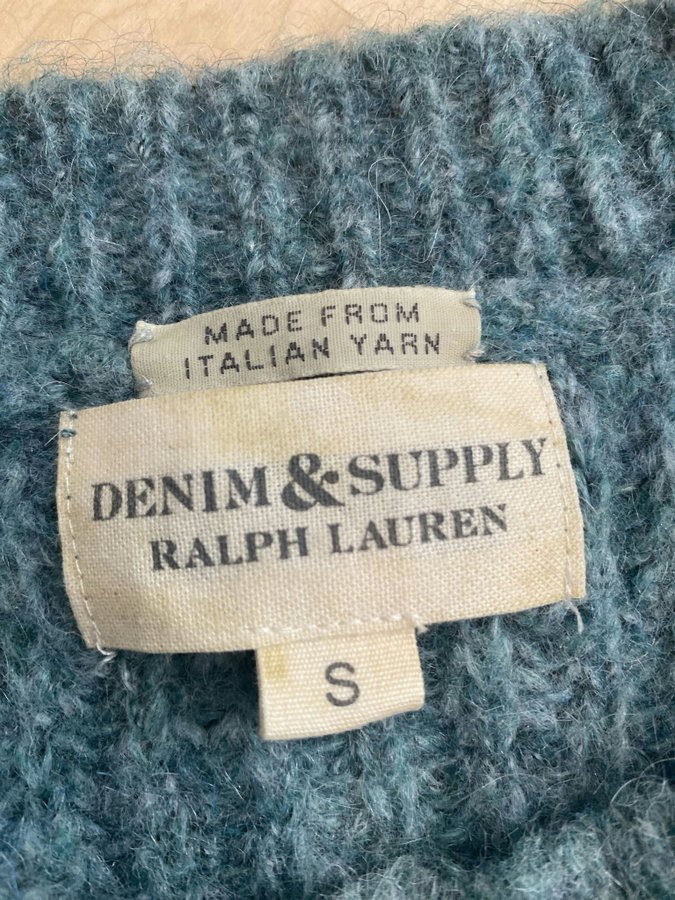 MADE FROM
ITALIAN YARN
DENIM & SUPPLY
RALPH LAUREN
S